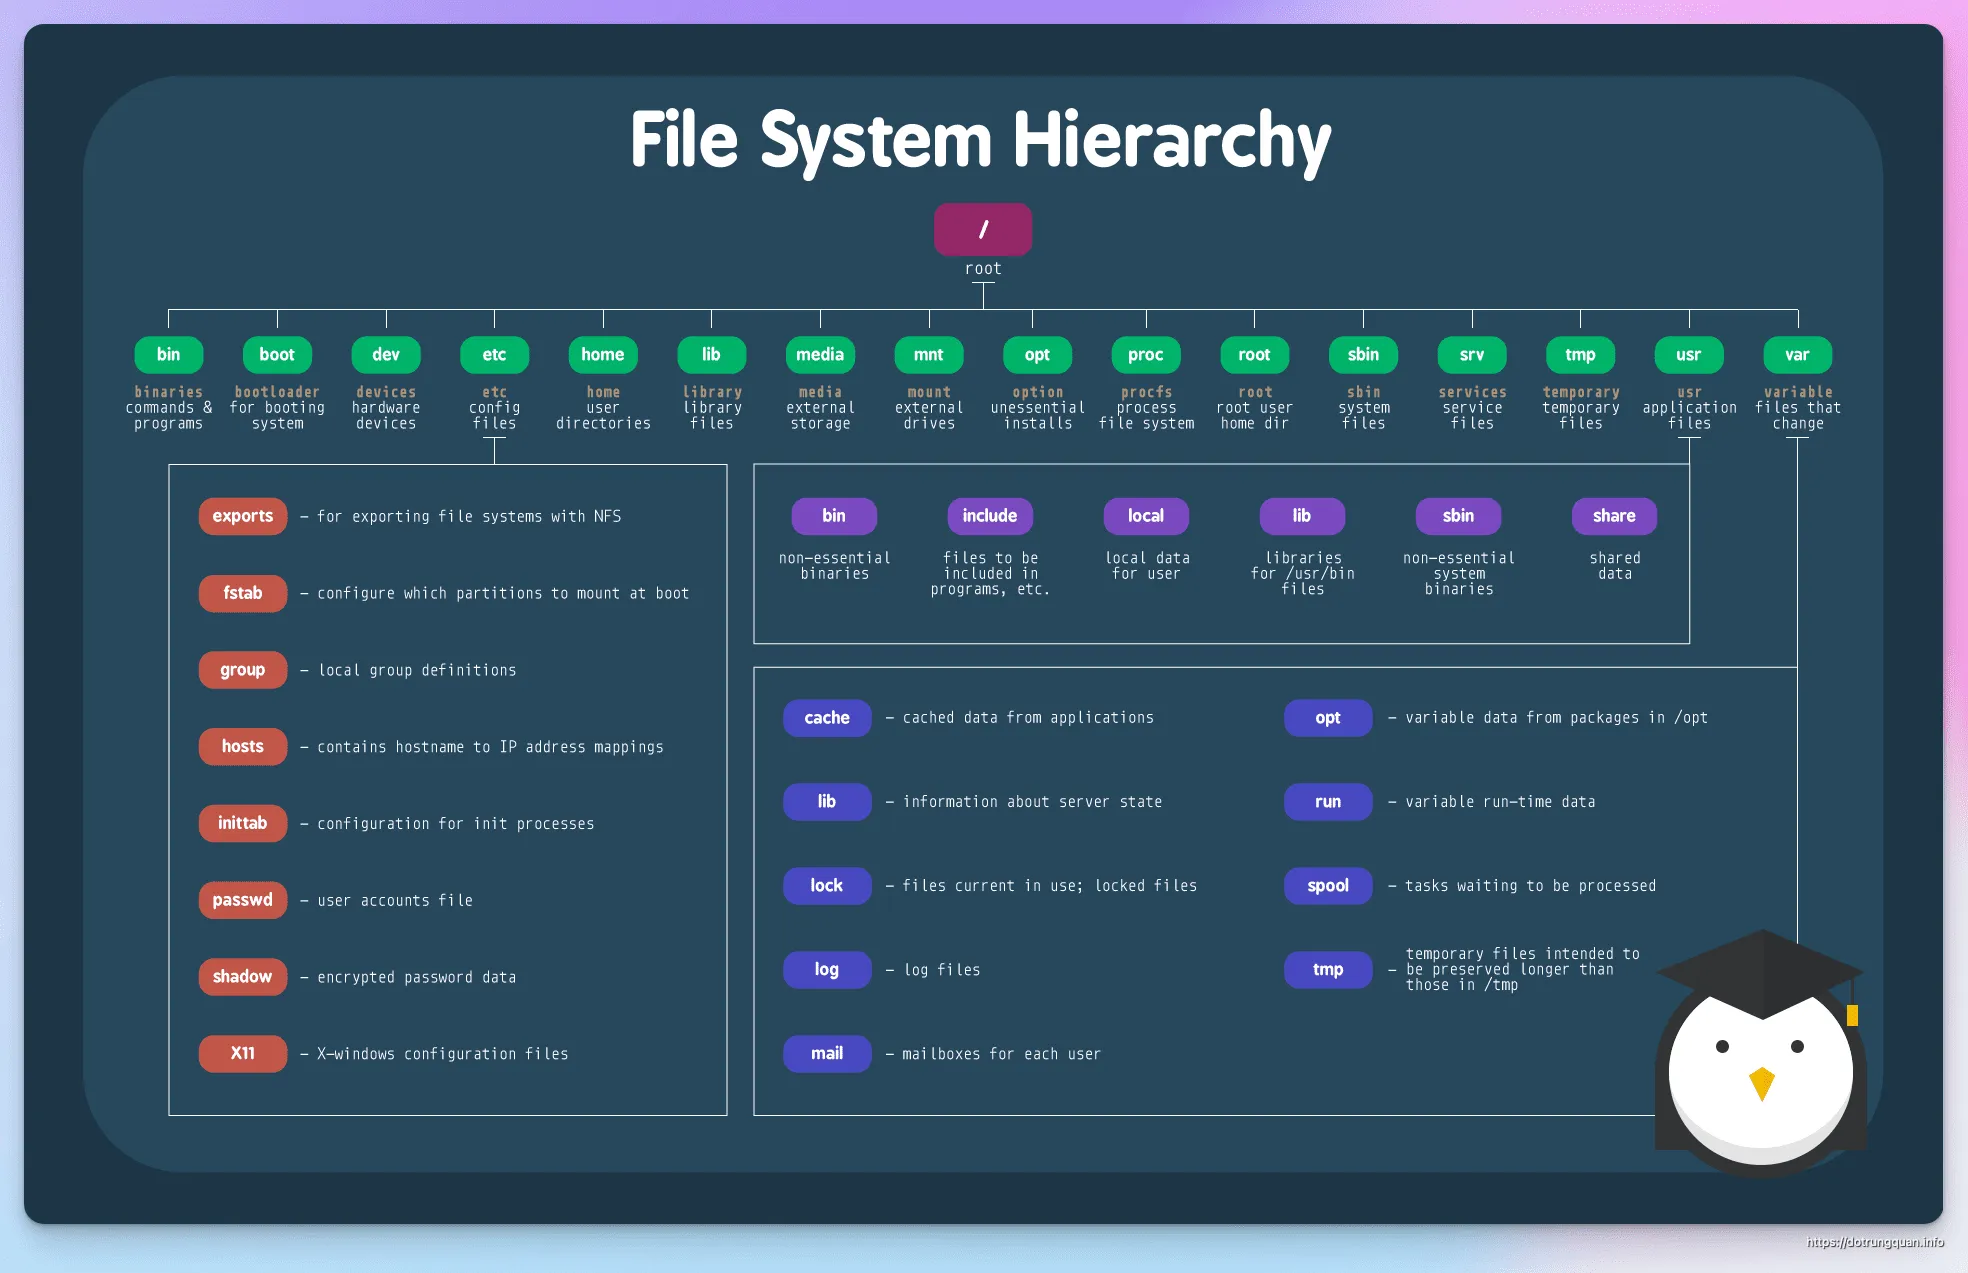 File System Hierarchy
/
root
bin
boot
dev
etc
home
lib
media
mnt
opt
proc
root
sbin
srv
tmp
usr
var
binaries
commands &
programs
bootloader
for booting
system
devices
hardware
devices
etc
config
files
home
user
directories
library
library
files
media
external
storage
mount
external
drives
option
unessential
installs
procfs
process
file system
root
root user
home dir
sbin
system
files
services
service
files
temporary
temporary
files
usr
application
files
variable
files that
change
exports – for exporting file systems with NFS
fstab – configure which partitions to mount at boot
group – local group definitions
hosts – contains hostname to IP address mappings
inittab – configuration for init processes
passwd – user accounts file
shadow – encrypted password data
X11 – X–windows configuration files
bin
non–essential
binaries
include
files to be
included in
programs, etc.
local
local data
for user
lib
libraries
for /usr/bin
files
sbin
non–essential
system
binaries
share
shared
data
cache – cached data from applications
lib – information about server state
lock – files current in use; locked files
log – log files
mail – mailboxes for each user
opt – variable data from packages in /opt
run – variable run–time data
spool – tasks waiting to be processed
tmp – temporary files intended to
be preserved longer than
those in /tmp
https://dotrungquan.info